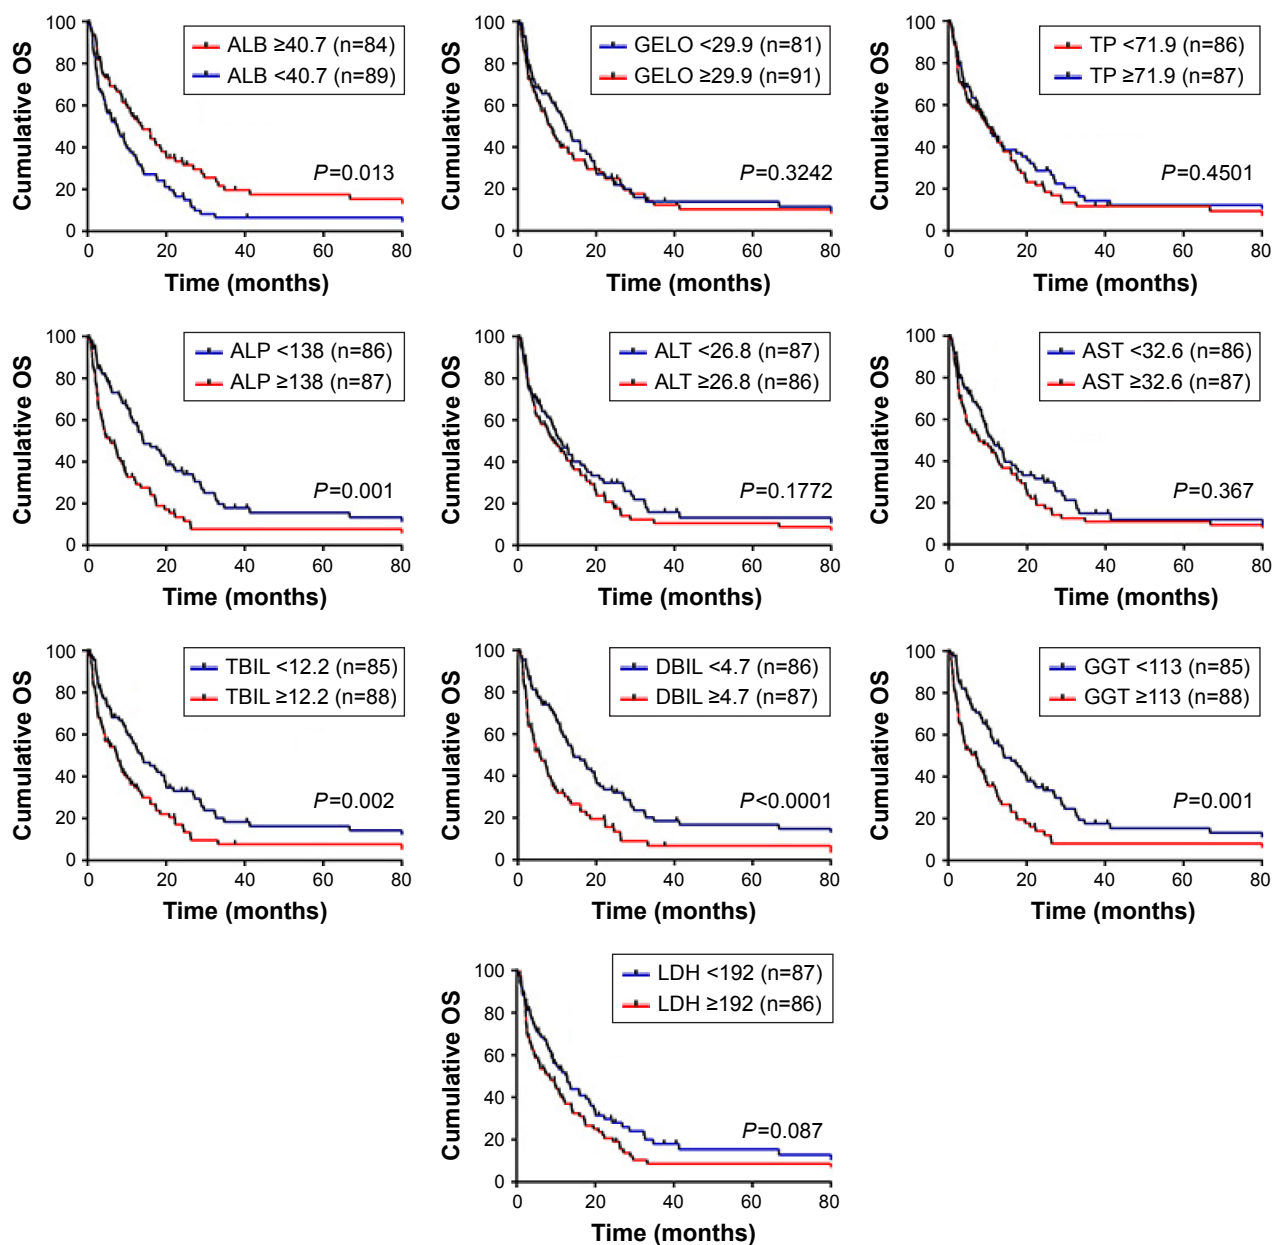 100
80
60
40
20
0
Cumulative OS
ALB ≥40.7 (n=84)
ALB <40.7 (n=89)
P=0.013
0 20 40 60 80
Time (months)
100
80
60
40
20
0
Cumulative OS
GELO <29.9 (n=81)
GELO ≥29.9 (n=91)
P=0.3242
0 20 40 60 80
Time (months)
100
80
60
40
20
0
Cumulative OS
TP <71.9 (n=86)
TP ≥71.9 (n=87)
P=0.4501
0 20 40 60 80
Time (months)
100
80
60
40
20
0
Cumulative OS
ALP <138 (n=86)
ALP ≥138 (n=87)
P=0.001
0 20 40 60 80
Time (months)
100
80
60
40
20
0
Cumulative OS
ALT <26.8 (n=87)
ALT ≥26.8 (n=86)
P=0.1772
0 20 40 60 80
Time (months)
100
80
60
40
20
0
Cumulative OS
AST <32.6 (n=86)
AST ≥32.6 (n=87)
P=0.367
0 20 40 60 80
Time (months)
100
80
60
40
20
0
Cumulative OS
TBIL <12.2 (n=85)
TBIL ≥12.2 (n=88)
P=0.002
0 20 40 60 80
Time (months)
100
80
60
40
20
0
Cumulative OS
DBIL <4.7 (n=86)
DBIL ≥4.7 (n=87)
P<0.0001
0 20 40 60 80
Time (months)
100
80
60
40
20
0
Cumulative OS
GGT <113 (n=85)
GGT ≥113 (n=88)
P=0.001
0 20 40 60 80
Time (months)
100
80
60
40
20
0
Cumulative OS
LDH <192 (n=87)
LDH ≥192 (n=86)
P=0.087
0 20 40 60 80
Time (months)